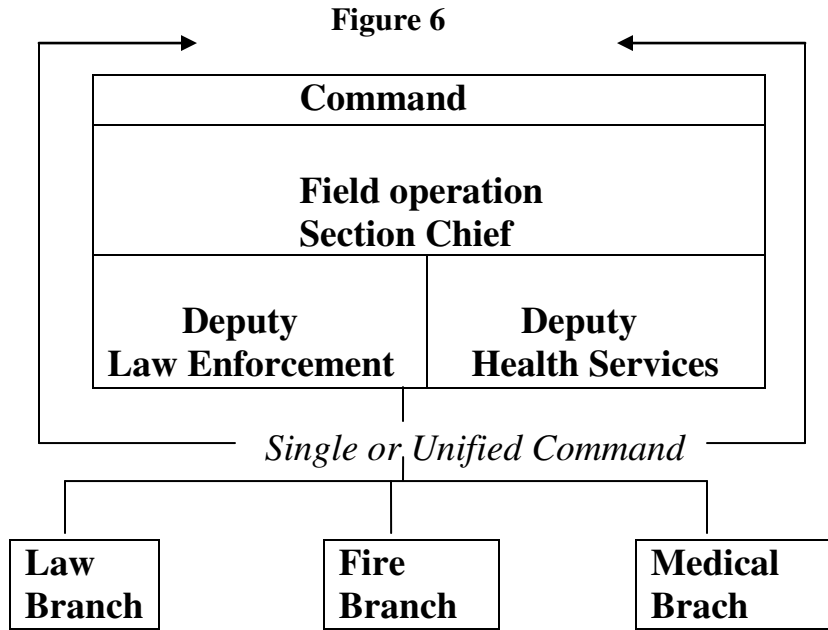 Figure 6
Command
Field operation
Section Chief
Deputy
Law Enforcement
Deputy
Health Services
Single or Unified Command
Law
Branch
Fire
Branch
Medical
Brach